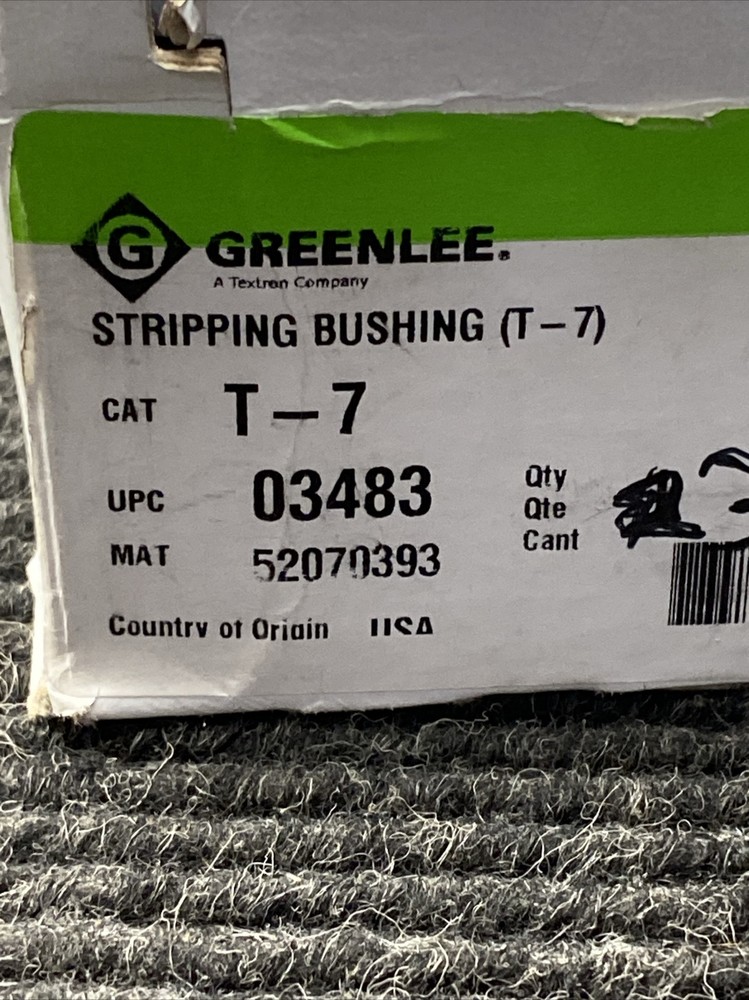 G GREENLEE®
A Textron Company
STRIPPING BUSHING (T-7)
CAT T-7
UPC 03483
MAT 52070393
Qty
Qte
Cant
Country of Origin USA